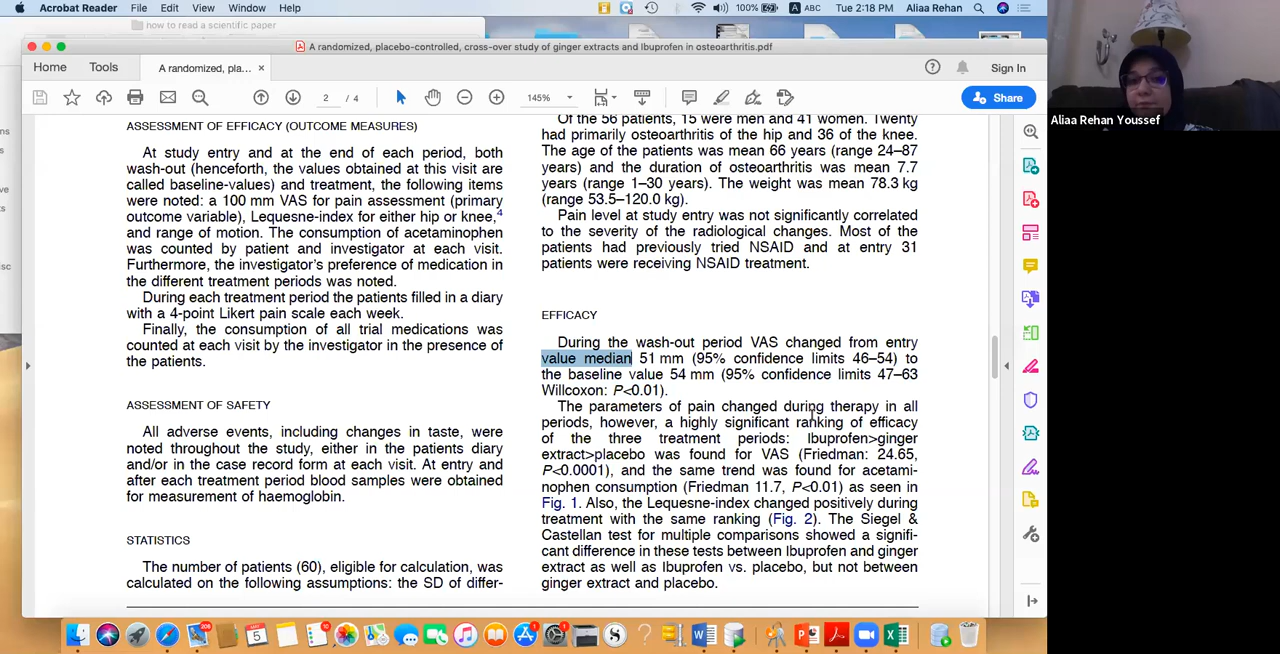 Acrobat Reader File Edit View Window Help
100% ABC Tue 2:18 PM Aliaa Rehan
how to read a scientific paper
A randomized, placebo-controlled, cross-over study of ginger extracts and Ibuprofen in osteoarthritis.pdf
Home Tools A randomized, pla... × Sign In
2 / 4 145% Share
Aliaa Rehan Youssef
ASSESSMENT OF EFFICACY (OUTCOME MEASURES)
At study entry and at the end of each period, both
wash-out (henceforth, the values obtained at this visit are
called baseline-values) and treatment, the following items
were noted: a 100 mm VAS for pain assessment (primary
outcome variable), Lequesne-index for either hip or knee,4
and range of motion. The consumption of acetaminophen
was counted by patient and investigator at each visit.
Furthermore, the investigator's preference of medication in
the different treatment periods was noted.
During each treatment period the patients filled in a diary
with a 4-point Likert pain scale each week.
Finally, the consumption of all trial medications was
counted at each visit by the investigator in the presence of
the patients.
ASSESSMENT OF SAFETY
All adverse events, including changes in taste, were
noted throughout the study, either in the patients diary
and/or in the case record form at each visit. At entry and
after each treatment period blood samples were obtained
for measurement of haemoglobin.
STATISTICS
The number of patients (60), eligible for calculation, was
calculated on the following assumptions: the SD of differ-
Of the 56 patients, 15 were men and 41 women. Twenty
had primarily osteoarthritis of the hip and 36 of the knee.
The age of the patients was mean 66 years (range 24–87
years) and the duration of osteoarthritis was mean 7.7
years (range 1–30 years). The weight was mean 78.3 kg
(range 53.5–120.0 kg).
Pain level at study entry was not significantly correlated
to the severity of the radiological changes. Most of the
patients had previously tried NSAID and at entry 31
patients were receiving NSAID treatment.
EFFICACY
During the wash-out period VAS changed from entry
value median 51 mm (95% confidence limits 46–54) to
the baseline value 54 mm (95% confidence limits 47–63
Willcoxon: P<0.01).
The parameters of pain changed during therapy in all
periods, however, a highly significant ranking of efficacy
of the three treatment periods: Ibuprofen>ginger
extract>placebo was found for VAS (Friedman: 24.65,
P<0.0001), and the same trend was found for acetami-
nophen consumption (Friedman 11.7, P<0.01) as seen in
Fig. 1. Also, the Lequesne-index changed positively during
treatment with the same ranking (Fig. 2). The Siegel &
Castellan test for multiple comparisons showed a signifi-
cant difference in these tests between Ibuprofen and ginger
extract as well as Ibuprofen vs. placebo, but not between
ginger extract and placebo.